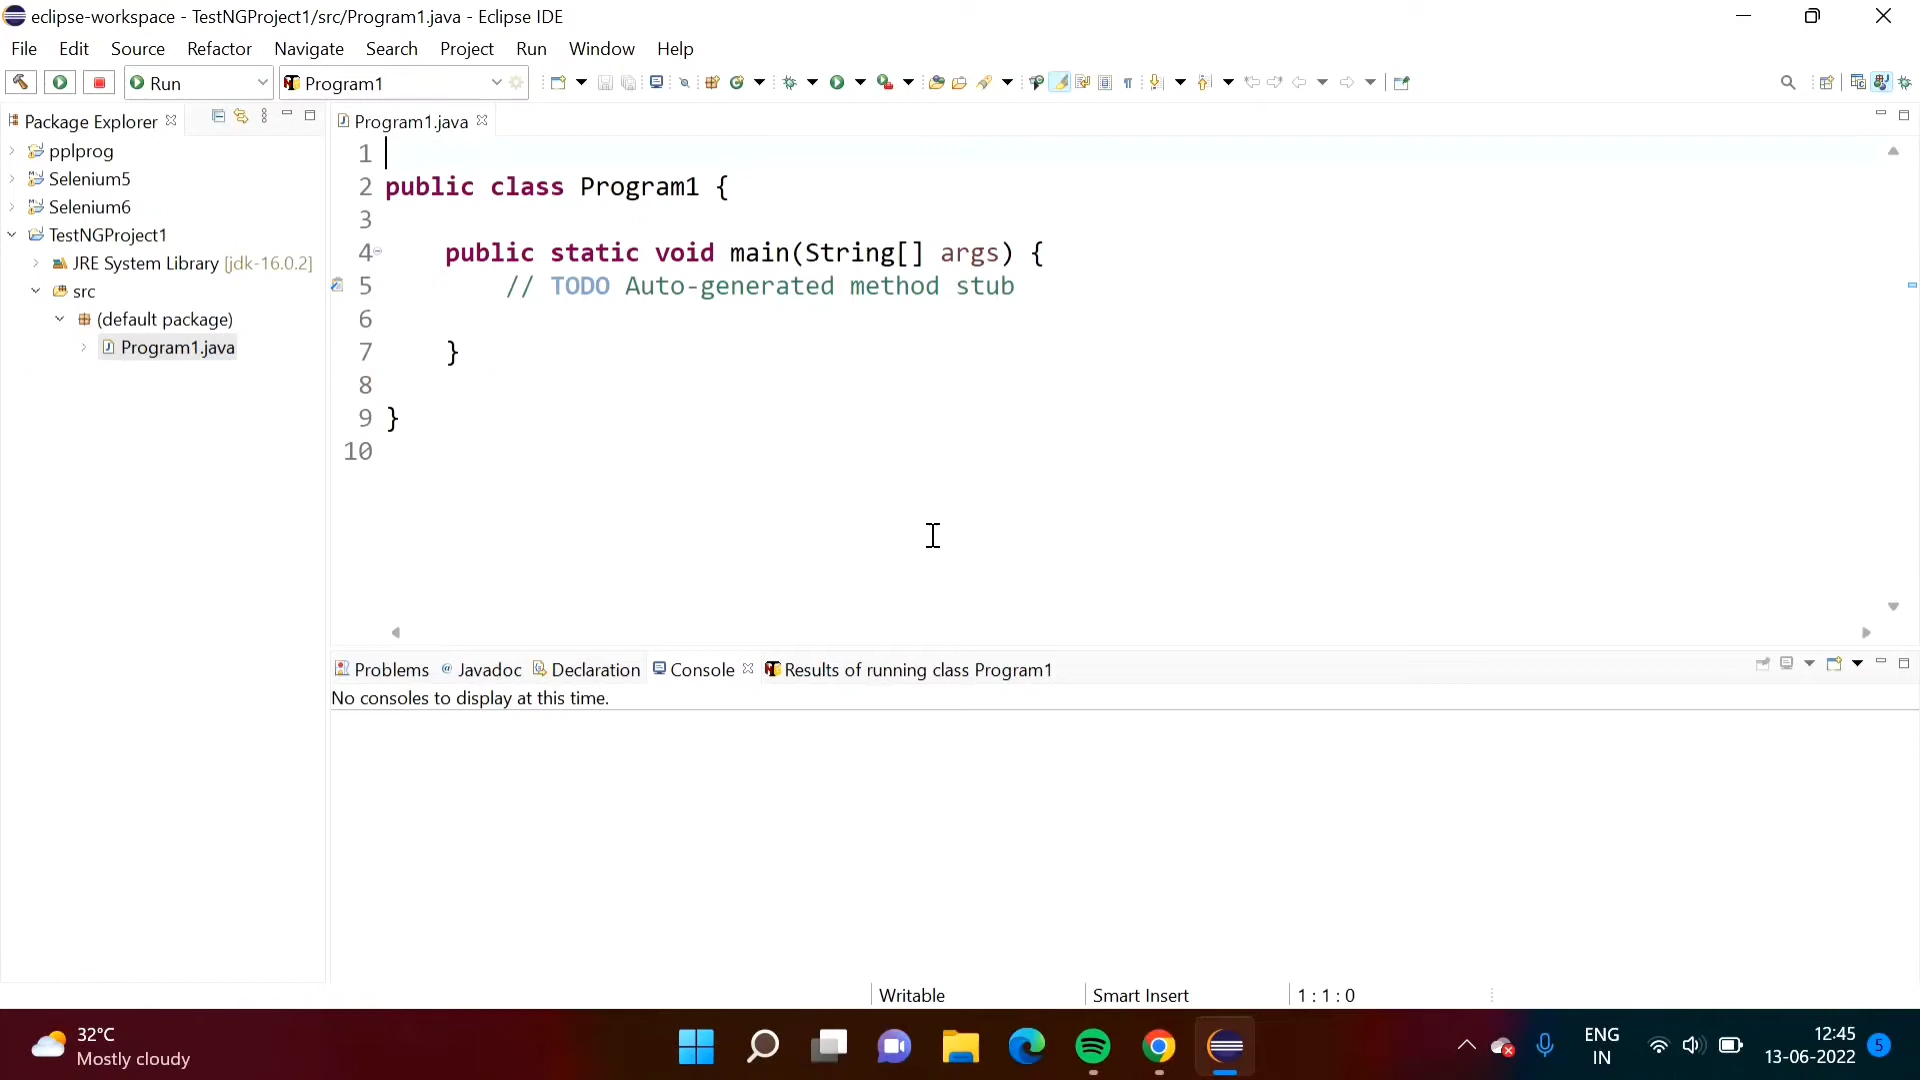 eclipse-workspace - TestNGProject1/src/Program1.java - Eclipse IDE
File Edit Source Refactor Navigate Search Project Run Window Help
Run Program1
Package Explorer
Program1.java
pplprog
Selenium5
Selenium6
TestNGProject1
JRE System Library [jdk-16.0.2]
src
(default package)
Program1.java
1
2 public class Program1 {
3
4 public static void main(String[] args) {
5 // TODO Auto-generated method stub
6
7 }
8
9 }
10
Problems @ Javadoc Declaration Console Results of running class Program1
No consoles to display at this time.
Writable Smart Insert 1 : 1 : 0
32°C
Mostly cloudy
ENG
IN
12:45
13-06-2022
5